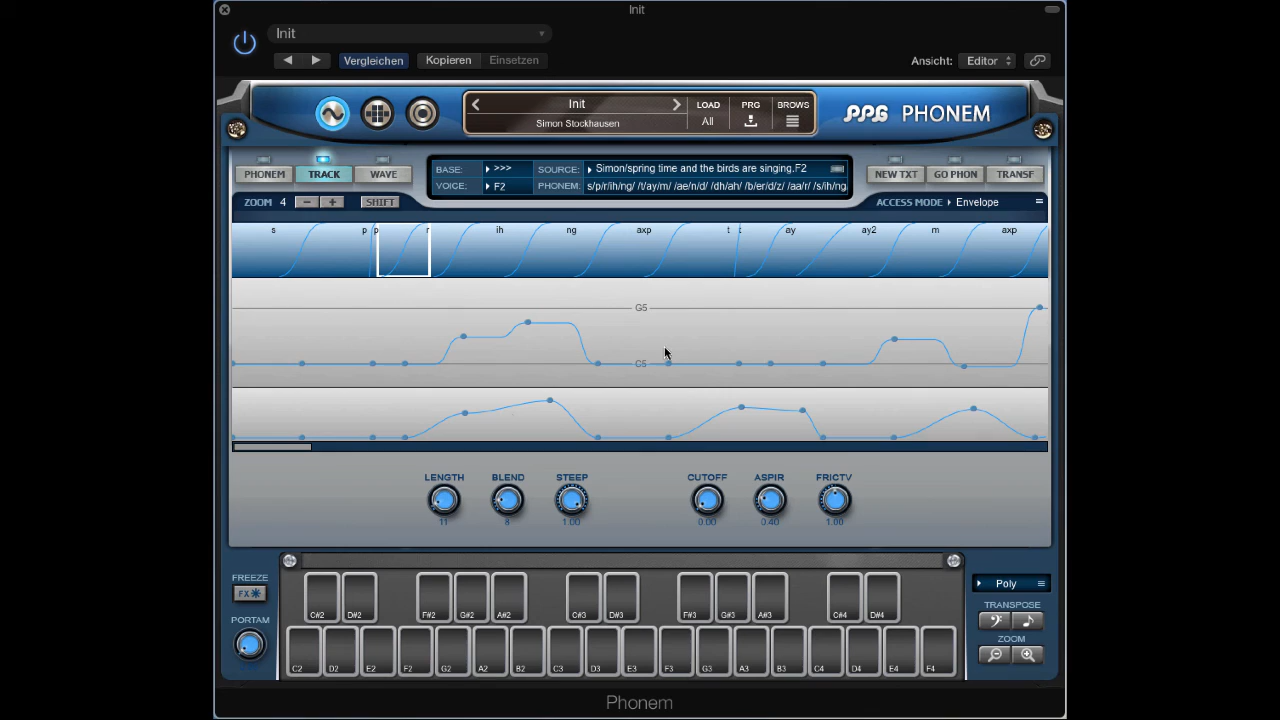 Init
Init
Vergleichen Kopieren Einsetzen Ansicht: Editor
Init LOAD PRG BROWS
Simon Stockhausen All
PPG PHONEM
PHONEM TRACK WAVE
BASE: >>> SOURCE: Simon/spring time and the birds are singing.F2
VOICE: F2 PHONEM: s/p/r/ih/ng/ /t/ay/m/ /ae/n/d/ /dh/ah/ /b/er/d/z/ /aa/r/ /s/ih/ng
NEW TXT GO PHON TRANSF
ZOOM 4 - + SHIFT ACCESS MODE Envelope
s p p r ih ng axp t t ay ay2 m axp
G5
C5
LENGTH BLEND STEEP CUTOFF ASPIR FRICTV
11 8 1.00 0.00 0.40 1.00
FREEZE
FX
PORTAM
C#2 D#2 F#2 G#2 A#2 C#3 D#3 F#3 G#3 A#3 C#4 D#4
C2 D2 E2 F2 G2 A2 B2 C3 D3 E3 F3 G3 A3 B3 C4 D4 E4 F4
Poly
TRANSPOSE
ZOOM
Phonem